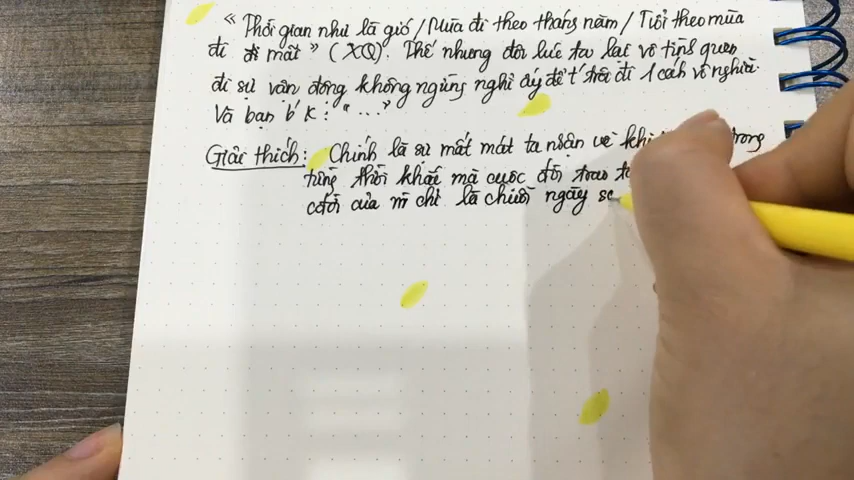 “ Thời gian như là gió / Mùa đi theo tháng năm / Tuổi theo mùa
đi mất ” (XQ). Thế nhưng đôi lúc ta lại vô tình quen
đi sự vận động không ngừng nghỉ ấy để t' trôi đi 1 cách vô nghĩa.
Và bạn b' k : “ ... ”
Giải thích : Chính là sự mất mát ta nhận về khi trong
từng thời khắc mà cuộc đời trao
cđời của m chỉ là chuỗi ngày